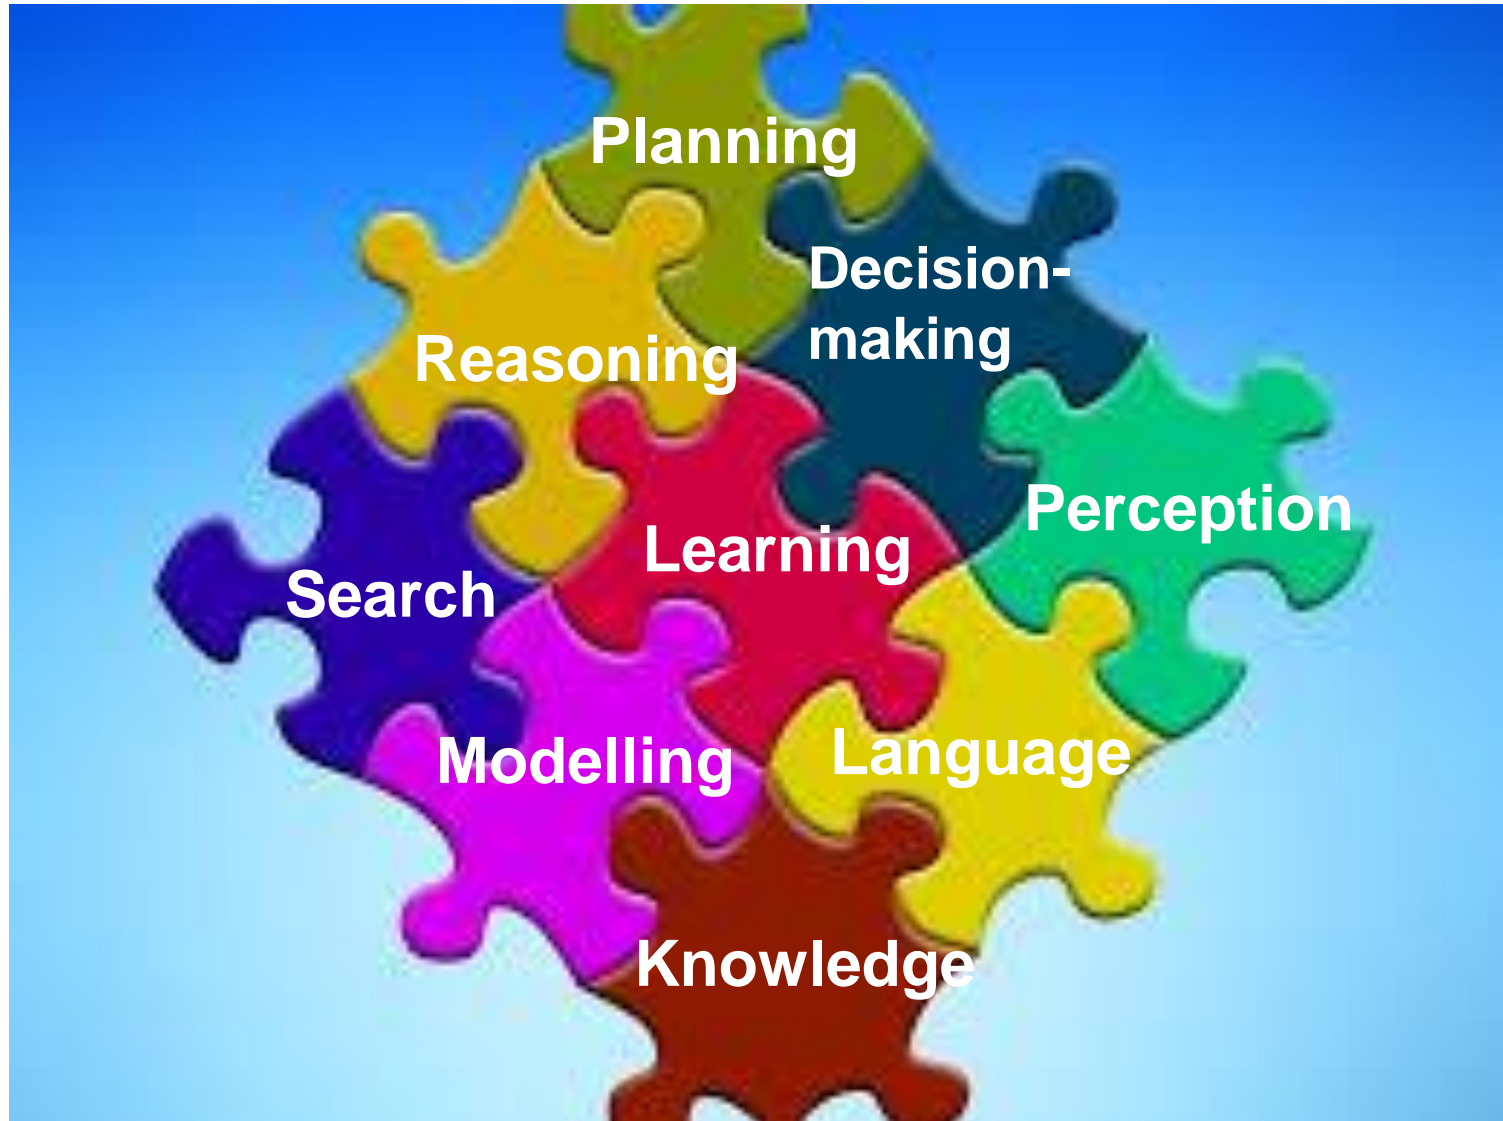 Planning
Decision-
making
Reasoning
Perception
Learning
Search
Modelling
Language
Knowledge